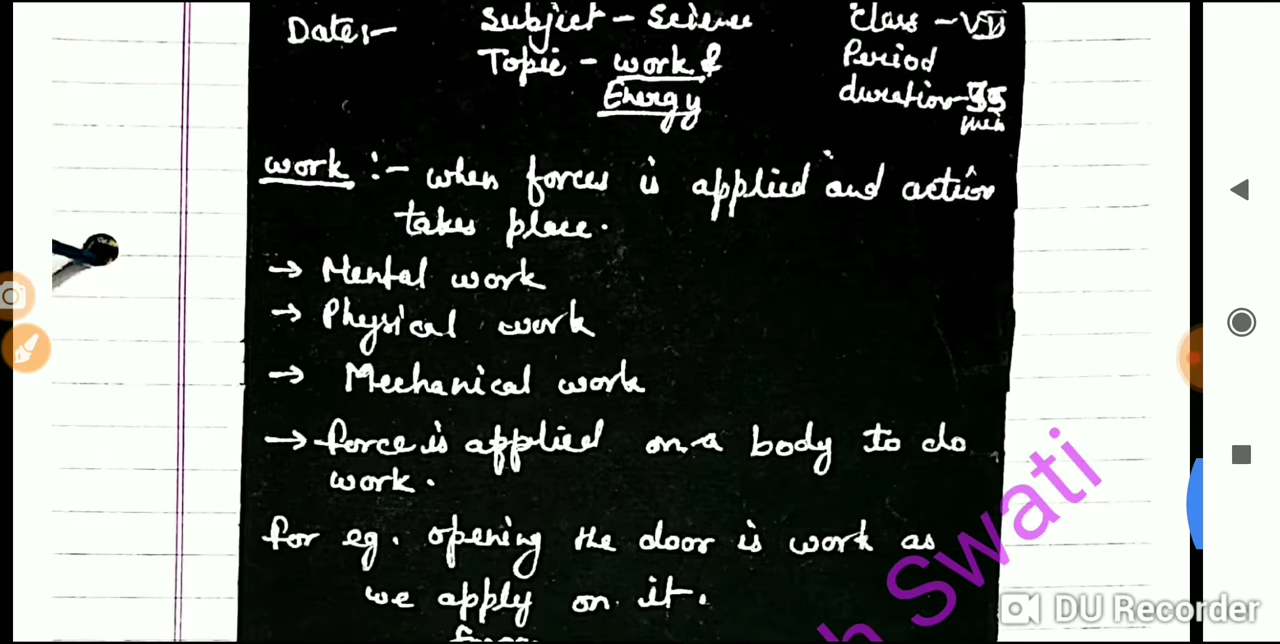 Date:- Subject - Science Class - VII
Topic - work & Period
Energy duration - 35
min
work :- when forces is applied and action
takes place.
→ Mental work
→ Physical work
→ Mechanical work
→ force is applied on a body to do
work.
for eg. opening the door is work as
we apply on it.
force
h Swati
DU Recorder